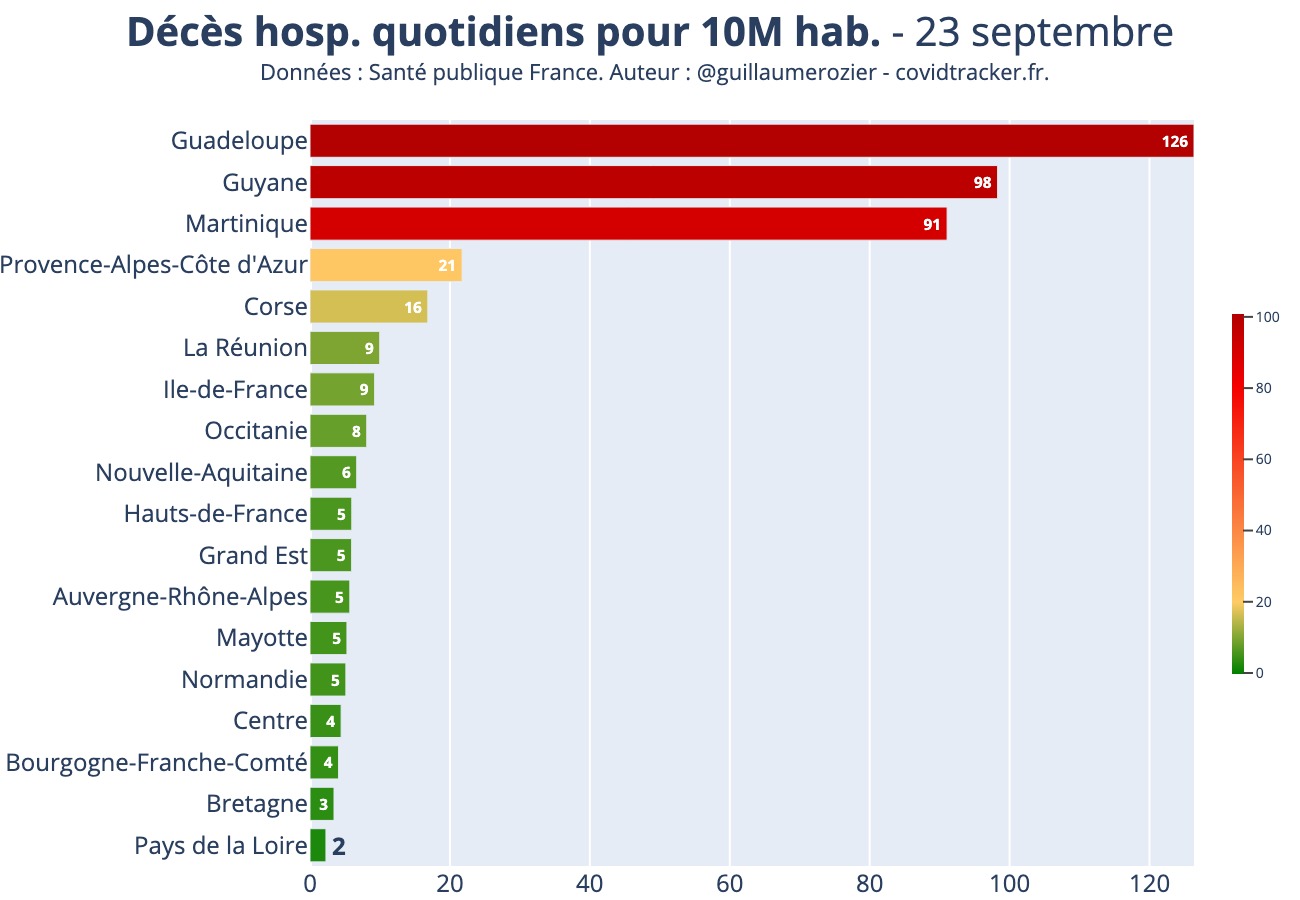 Décès hosp. quotidiens pour 10M hab. - 23 septembre
Données : Santé publique France. Auteur : @guillaumerozier - covidtracker.fr.
Guadeloupe 126
Guyane 98
Martinique 91
Provence-Alpes-Côte d'Azur 21
Corse 16
La Réunion 9
Ile-de-France 9
Occitanie 8
Nouvelle-Aquitaine 6
Hauts-de-France 5
Grand Est 5
Auvergne-Rhône-Alpes 5
Mayotte 5
Normandie 5
Centre 4
Bourgogne-Franche-Comté 4
Bretagne 3
Pays de la Loire 2
0 20 40 60 80 100 120
100
80
60
40
20
0